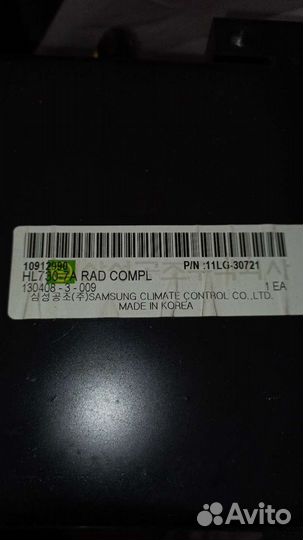 10912990 P/N :11LG-30721
HL730-7A RAD COMPL
130408 - 3 - 009 1 EA
삼성공조(주)SAMSUNG CLIMATE CONTROL CO.,LTD.
MADE IN KOREA
Avito